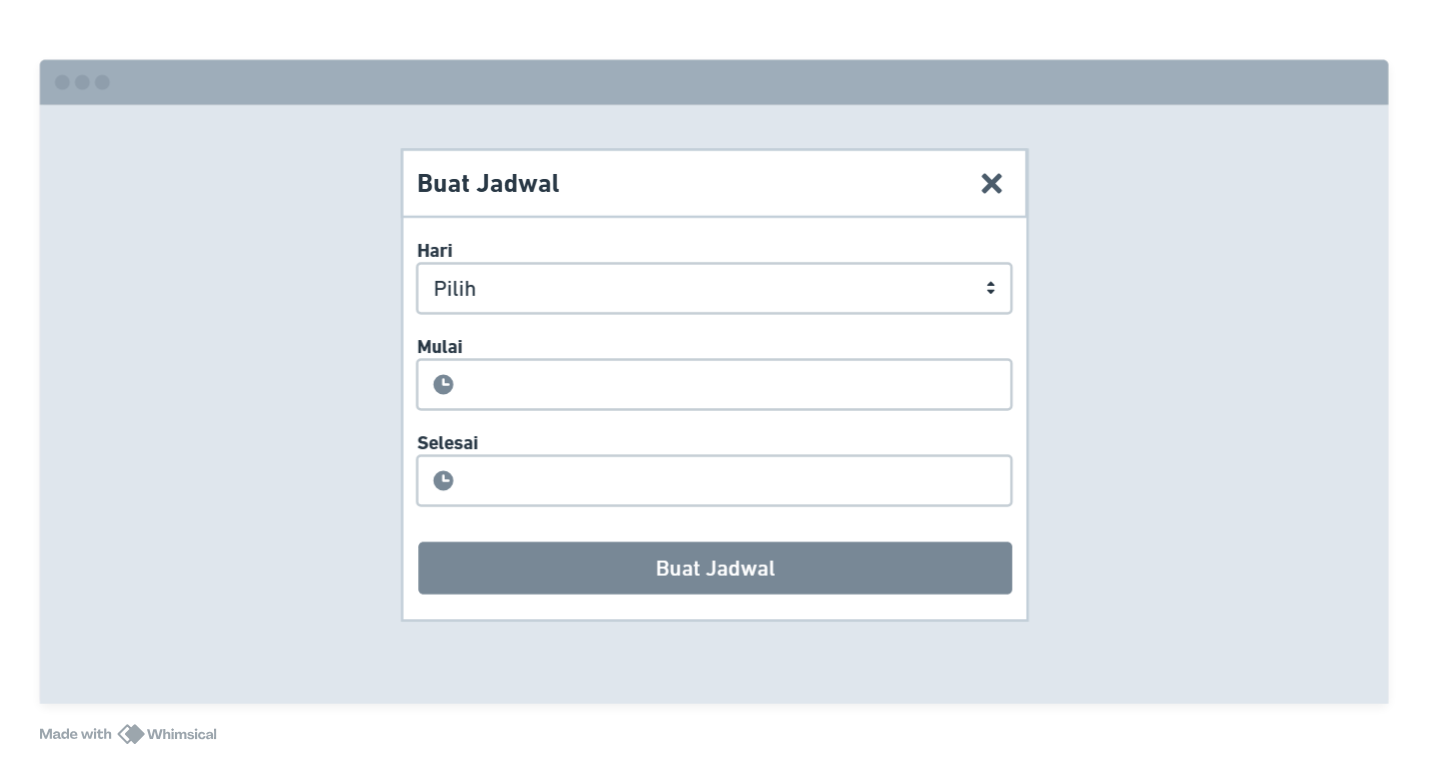 Buat Jadwal
Hari
Pilih
Mulai
Selesai
Buat Jadwal
Made with Whimsical